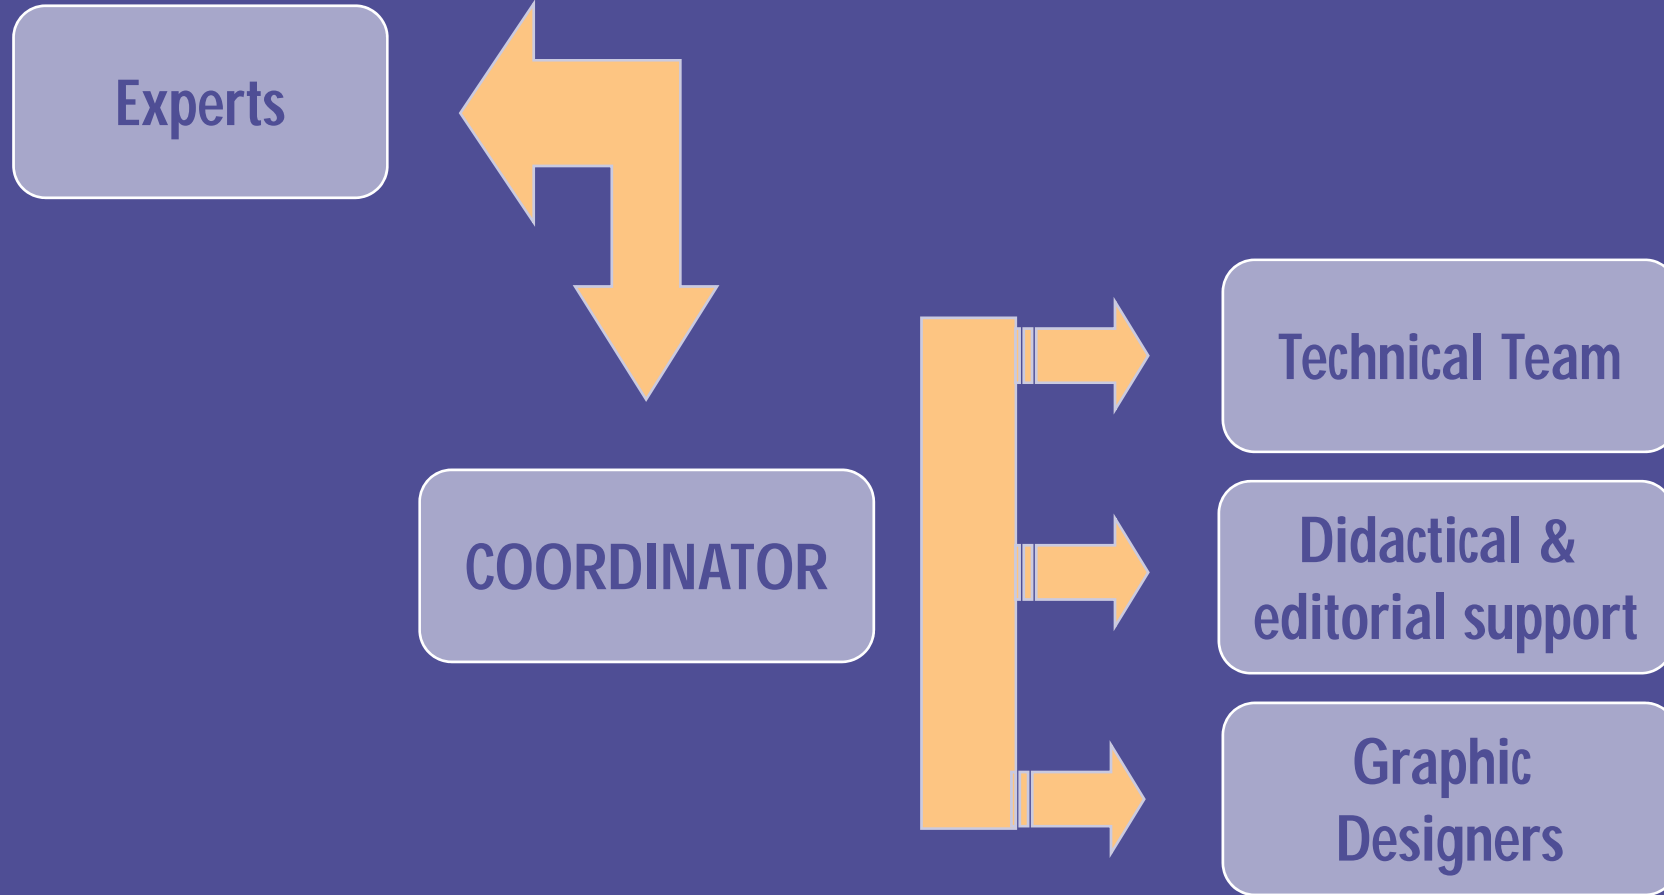 Experts
COORDINATOR
Technical Team
Didactical &
editorial support
Graphic
Designers